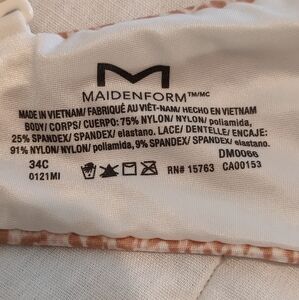 M
MAIDENFORM™/MC
MADE IN VIETNAM/ FABRIQUÉ AU VIÊT-NAM/ HECHO EN VIETNAM
BODY/ CORPS/ CUERPO: 75% NYLON/ NYLON/ poliamida,
25% SPANDEX/ SPANDEX/ elastano. LACE/ DENTELLE/ ENCAJE:
91% NYLON/ NYLON/ poliamida, 9% SPANDEX/ SPANDEX/ elastano.
34C DM0066
0121MI RN# 15763 CA00153